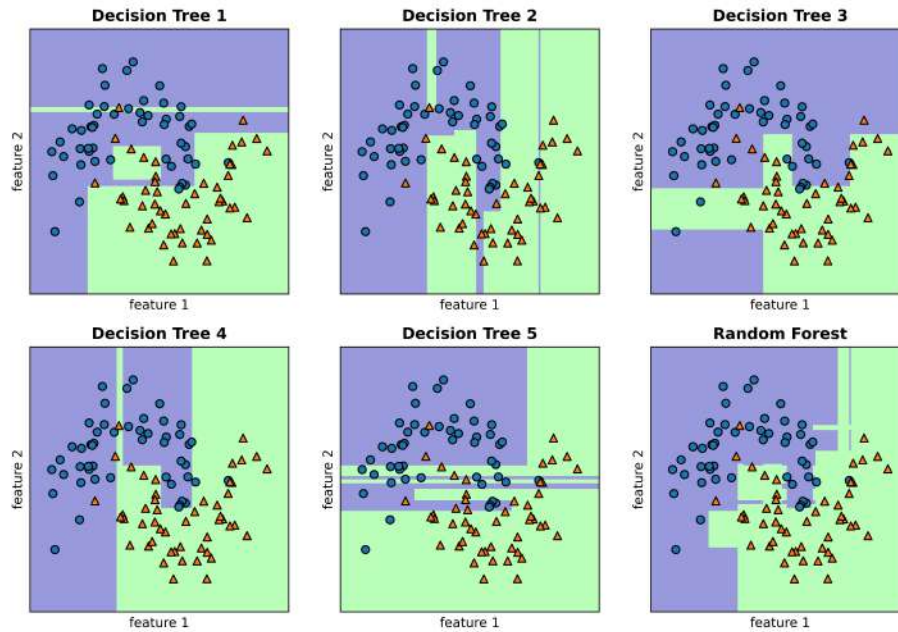 Decision Tree 1
Decision Tree 2
Decision Tree 3
feature 2
feature 2
feature 2
feature 1
feature 1
feature 1
Decision Tree 4
Decision Tree 5
Random Forest
feature 2
feature 2
feature 2
feature 1
feature 1
feature 1